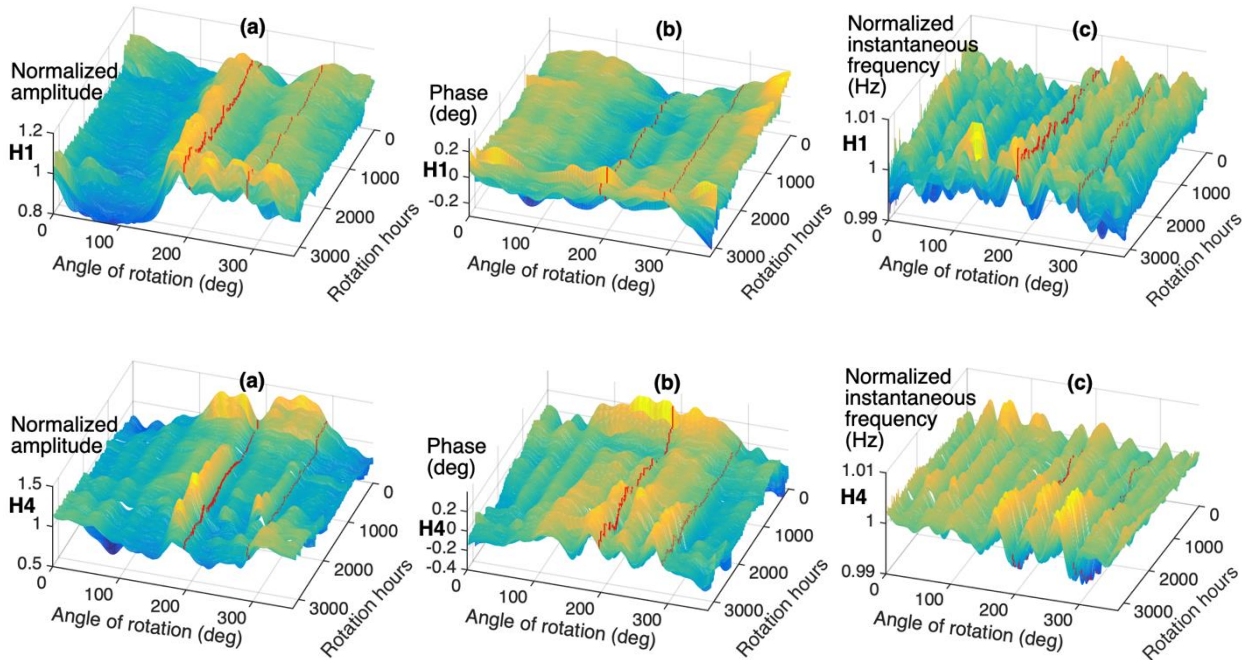 (a)
Normalized
amplitude
1.2
H1
1
0.8
0
100
200
300
Angle of rotation (deg)
0
1000
2000
3000
Rotation hours
(b)
Phase
(deg)
0.2
H1
0
-0.2
0
100
200
300
Angle of rotation (deg)
0
1000
2000
3000
Rotation hours
(c)
Normalized
instantaneous
frequency
(Hz)
1.01
H1
1
0.99
0
100
200
300
Angle of rotation (deg)
0
1000
2000
3000
Rotation hours
(a)
Normalized
amplitude
1.5
H4
1
0.5
0
100
200
300
Angle of rotation (deg)
0
1000
2000
3000
Rotation hours
(b)
Phase
(deg)
0.2
H4
0.0
-0.2
-0.4
0
100
200
300
Angle of rotation (deg)
0
1000
2000
3000
Rotation hours
(c)
Normalized
instantaneous
frequency
(Hz)
1.01
H4
1
0.99
0
100
200
300
Angle of rotation (deg)
0
1000
2000
3000
Rotation hours